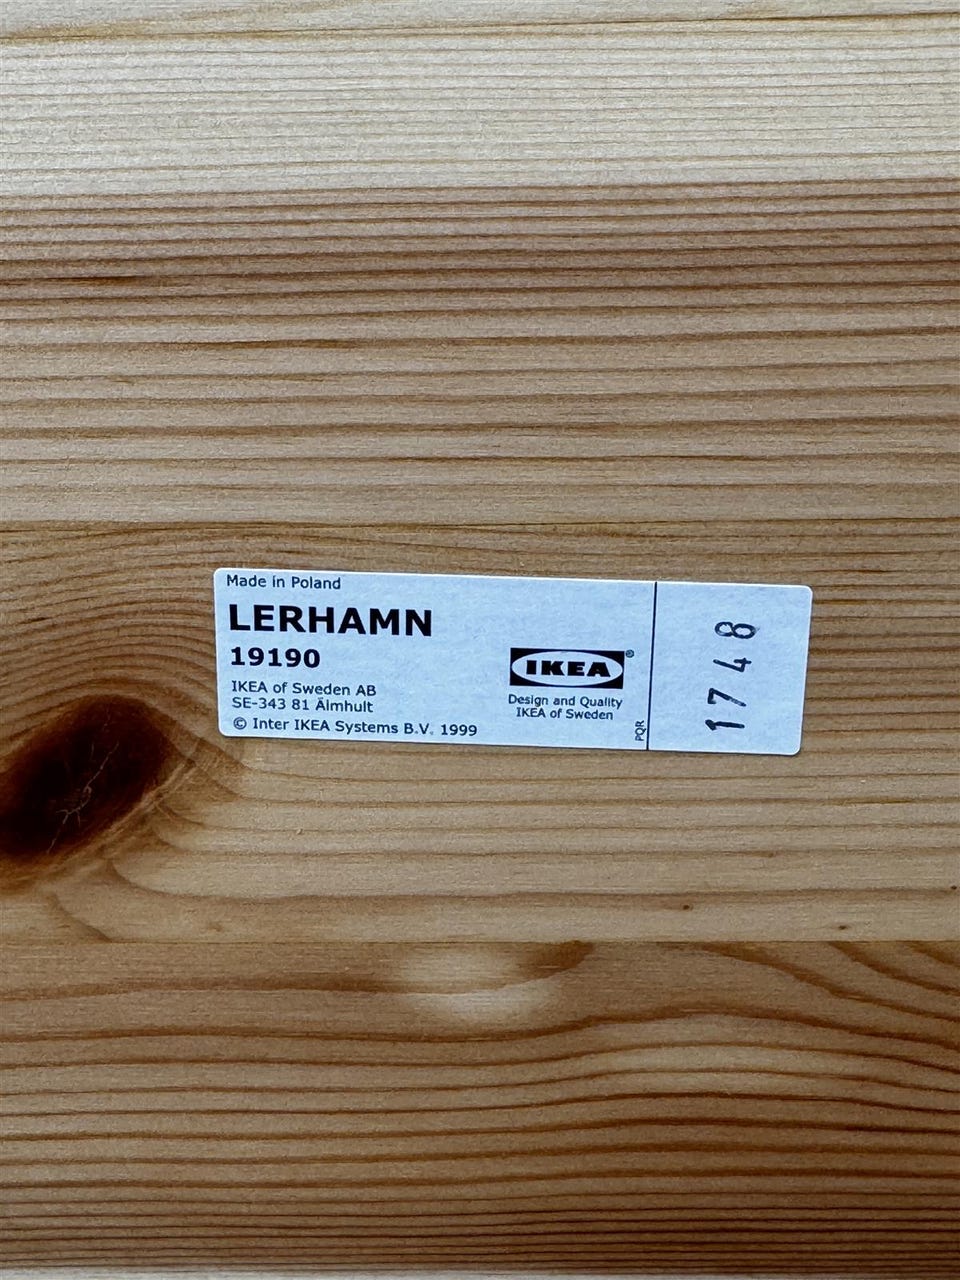 Made in Poland
LERHAMN
19190
IKEA of Sweden AB
SE-343 81 Älmhult
© Inter IKEA Systems B.V. 1999
IKEA®
Design and Quality
IKEA of Sweden
PQR
1748